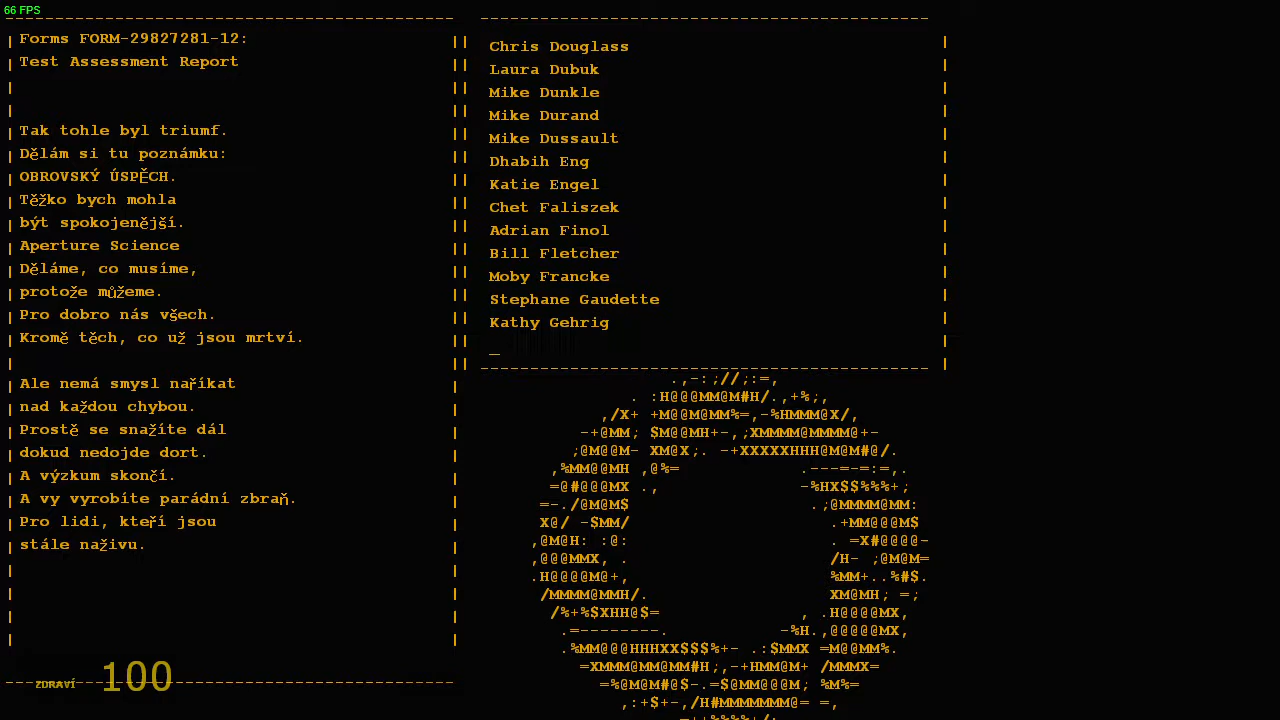 66 FPS
Forms FORM-29827281-12:
Test Assessment Report
Tak tohle byl triumf.
Dělám si tu poznámku:
OBROVSKÝ ÚSPĚCH.
Těžko bych mohla
být spokojenější.
Aperture Science
Děláme, co musíme,
protože můžeme.
Pro dobro nás všech.
Kromě těch, co už jsou mrtví.
Ale nemá smysl naříkat
nad každou chybou.
Prostě se snažíte dál
dokud nedojde dort.
A výzkum skončí.
A vy vyrobíte parádní zbraň.
Pro lidi, kteří jsou
stále naživu.
ZDRAVÍ 100
Chris Douglass
Laura Dubuk
Mike Dunkle
Mike Durand
Mike Dussault
Dhabih Eng
Katie Engel
Chet Faliszek
Adrian Finol
Bill Fletcher
Moby Francke
Stephane Gaudette
Kathy Gehrig
_